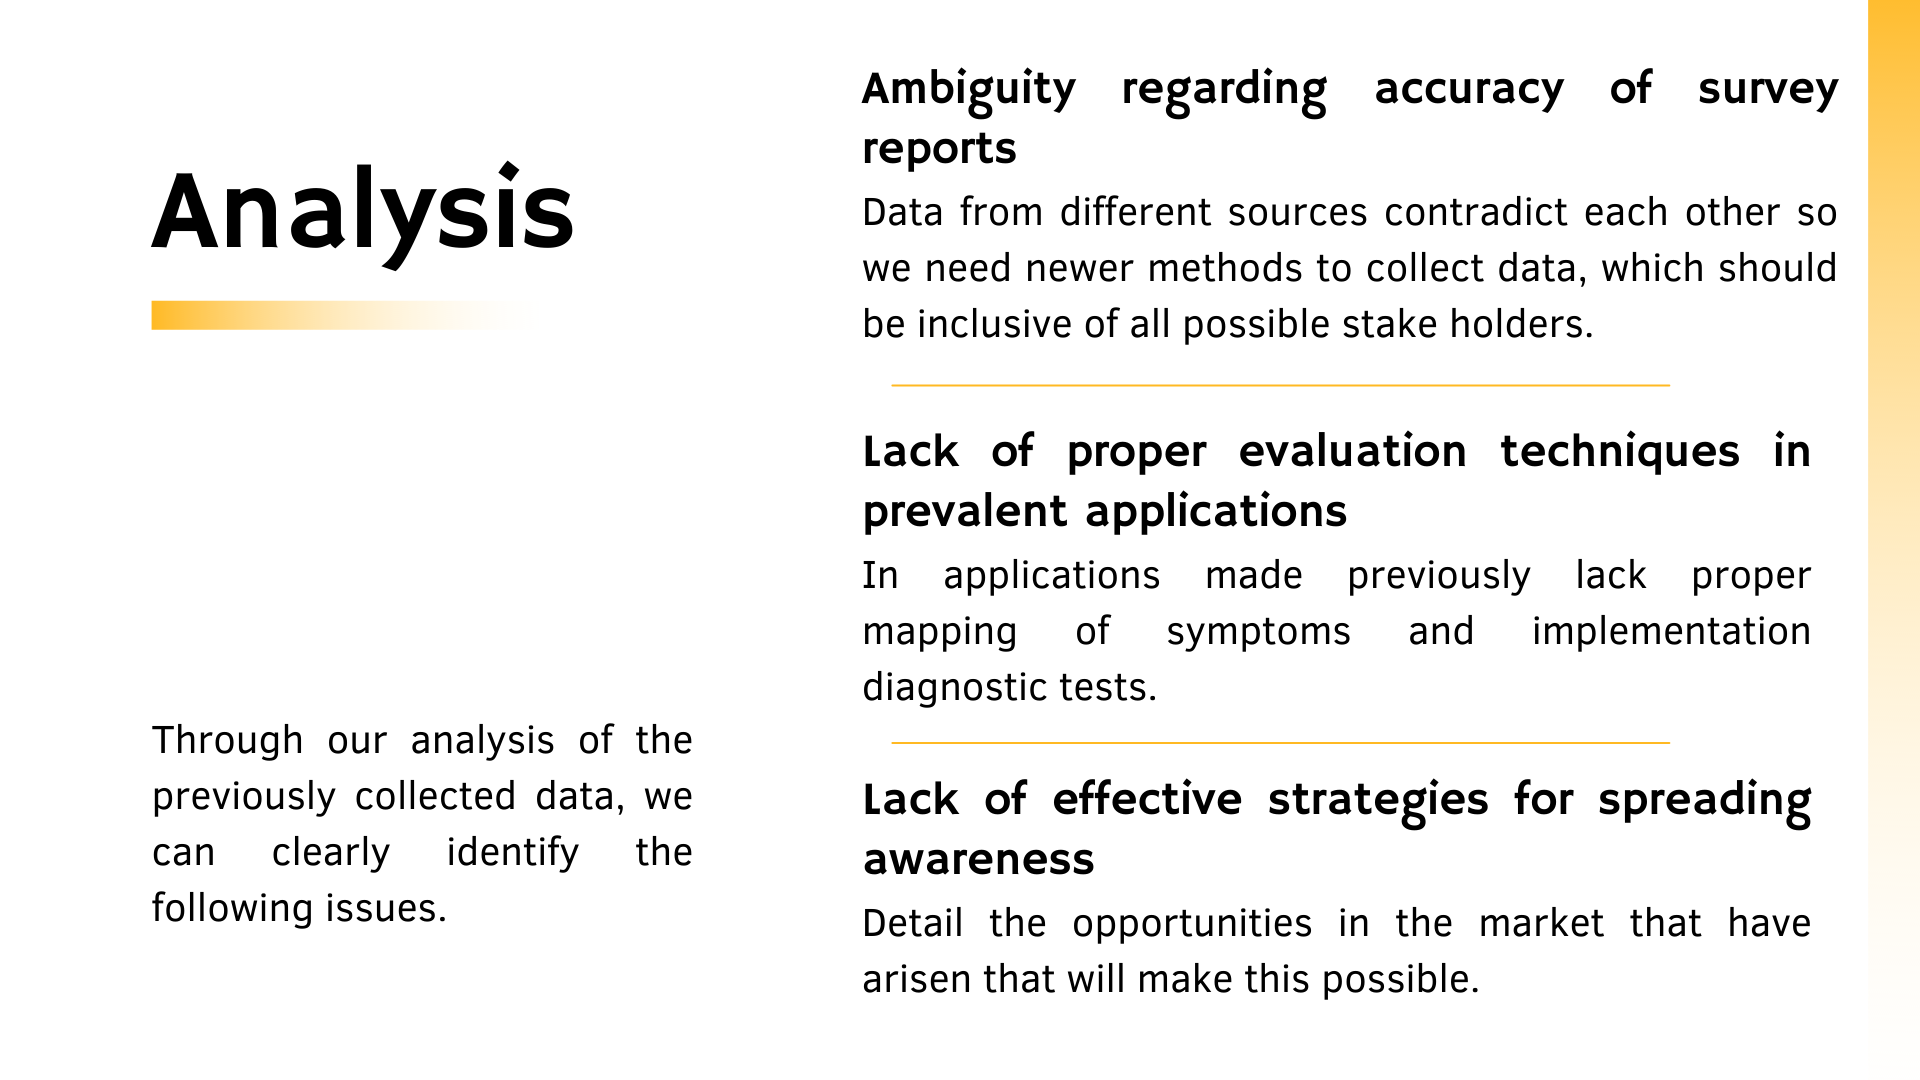 Analysis
Through our analysis of the
previously collected data, we
can clearly identify the
following issues.
Ambiguity regarding accuracy of survey
reports
Data from different sources contradict each other so
we need newer methods to collect data, which should
be inclusive of all possible stake holders.
Lack of proper evaluation techniques in
prevalent applications
In applications made previously lack proper
mapping of symptoms and implementation
diagnostic tests.
Lack of effective strategies for spreading
awareness
Detail the opportunities in the market that have
arisen that will make this possible.